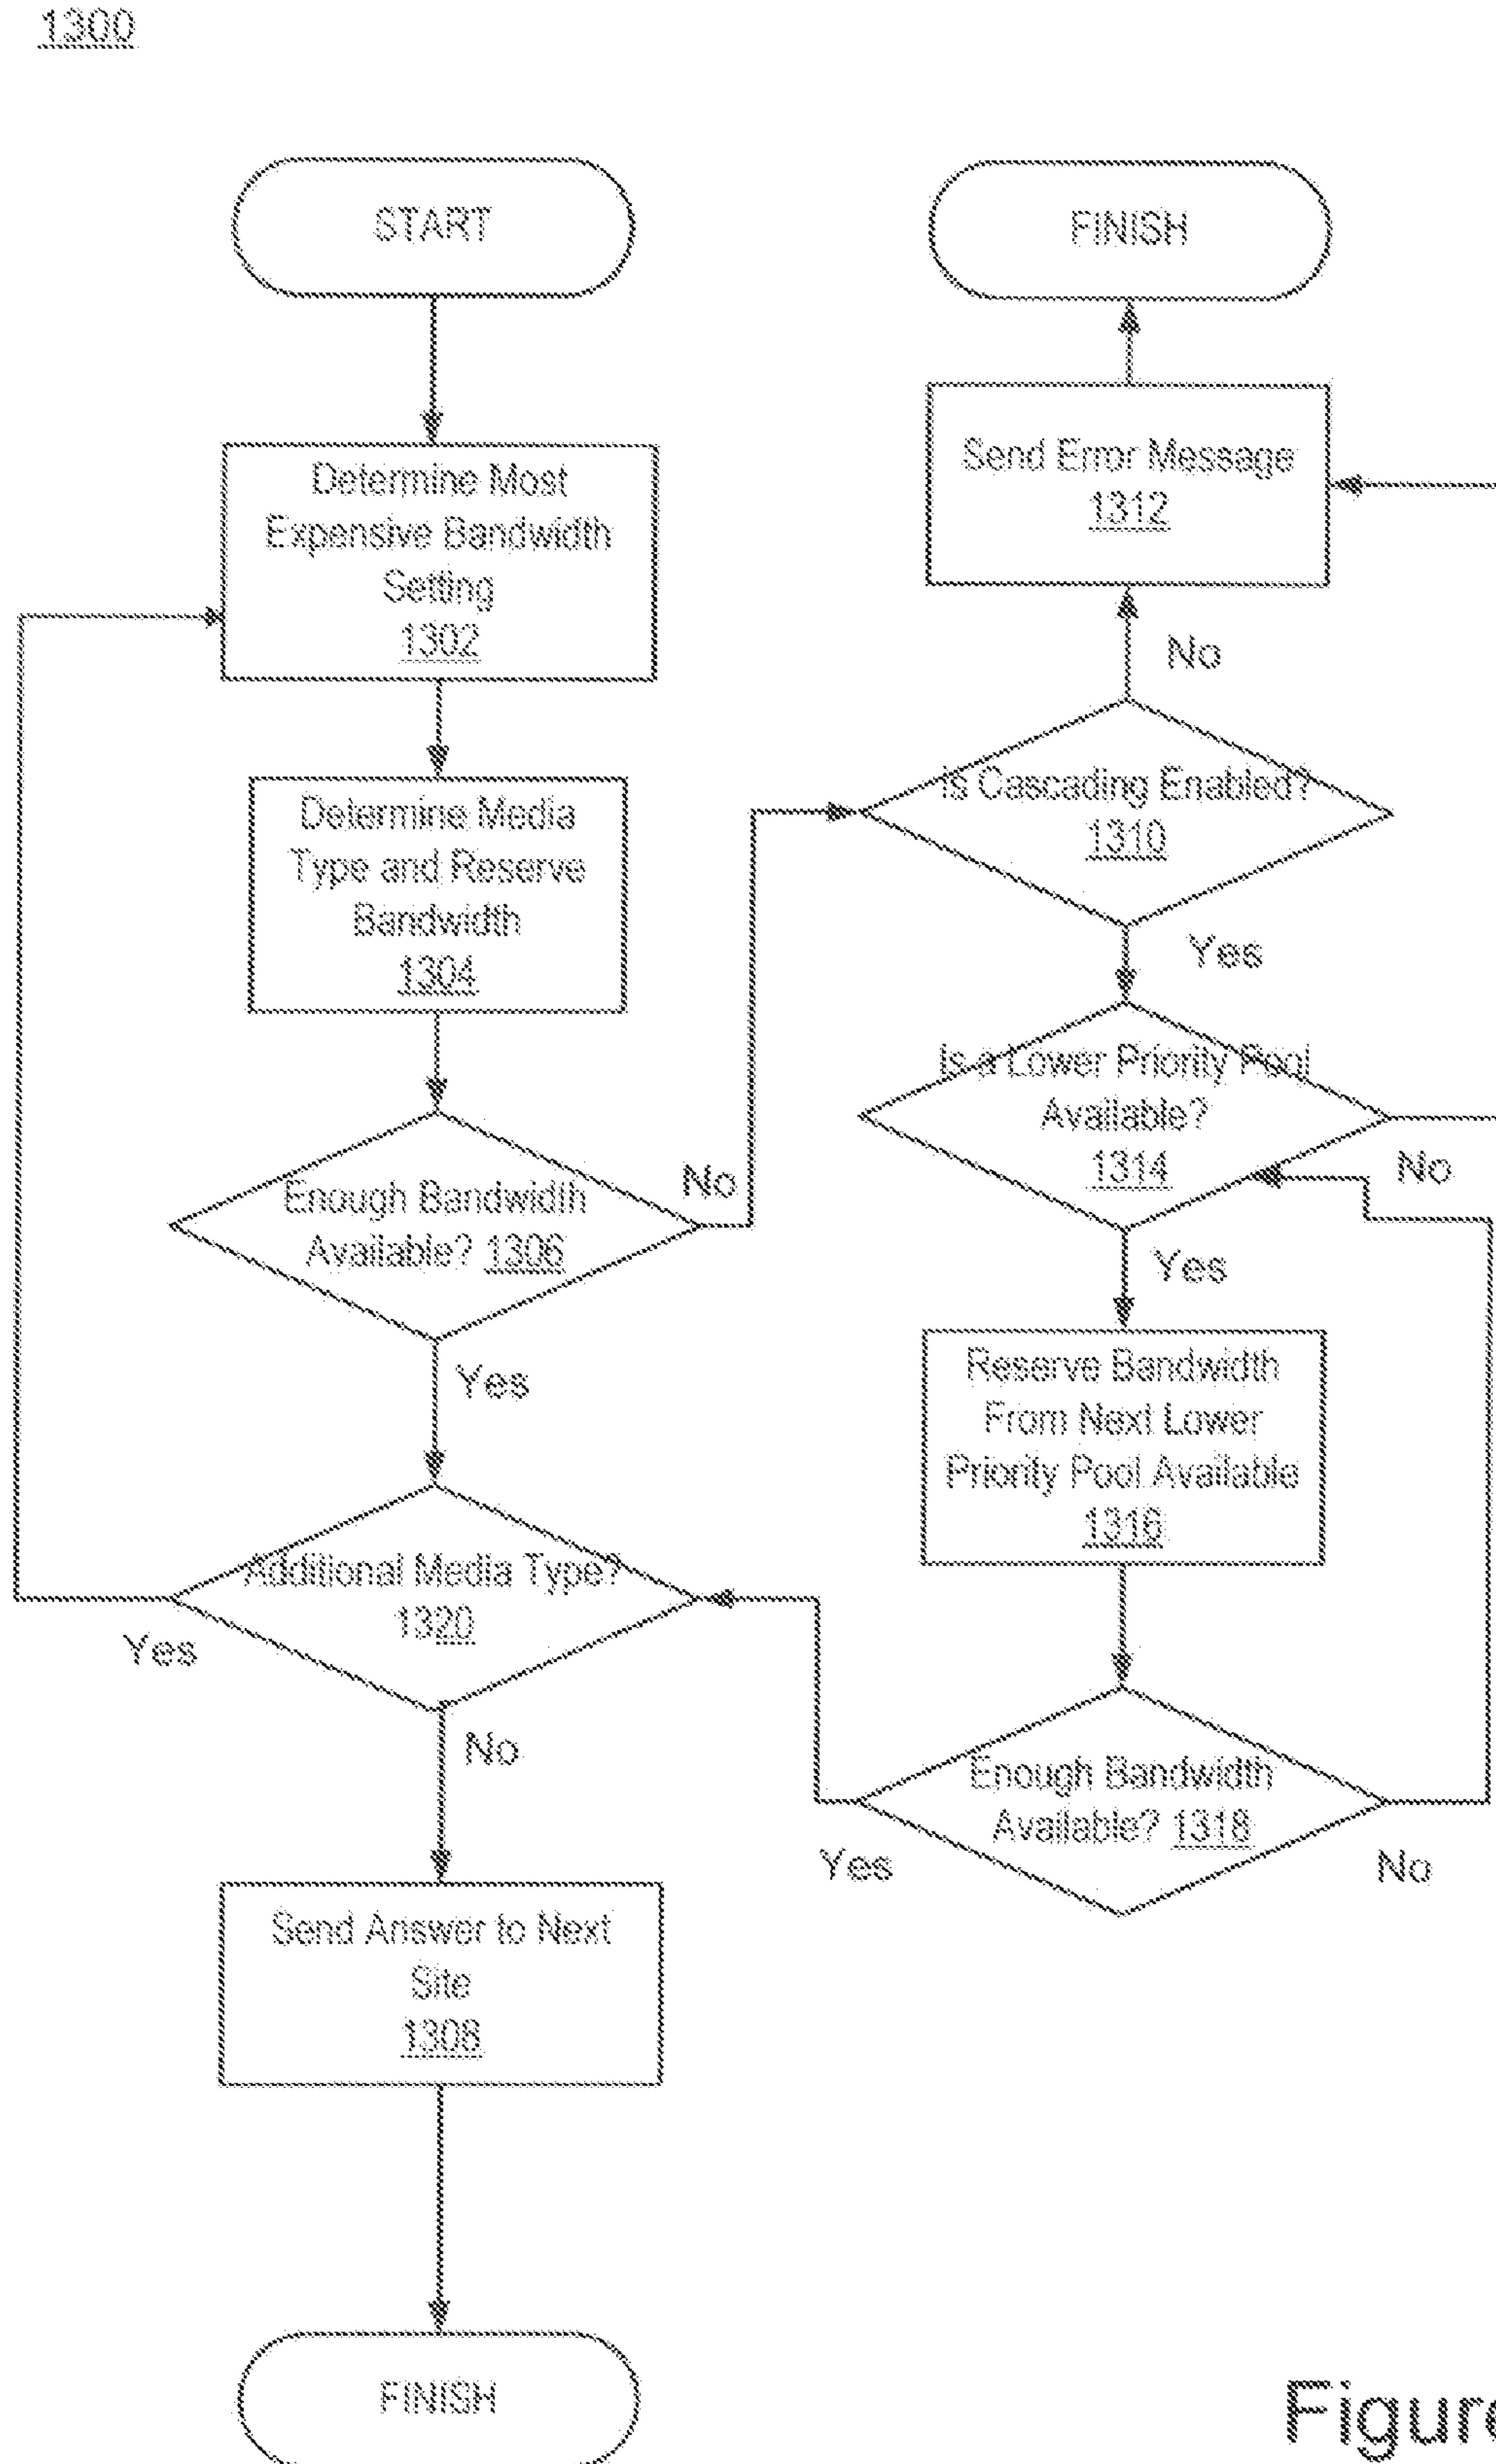 1300
START
Determine Most
Expensive Bandwidth
Setting
1302
Determine Media
Type and Reserve
Bandwidth
1304
Enough Bandwidth
Available? 1306
No
Yes
Additional Media Type?
1320
Yes
No
Send Answer to Next
Site
1308
FINISH
FINISH
Send Error Message
1312
No
Is Cascading Enabled?
1310
Yes
Is a Lower Priority Pool
Available?
1314
No
Yes
Reserve Bandwidth
From Next Lower
Priority Pool Available
1316
Enough Bandwidth
Available? 1318
Yes
No